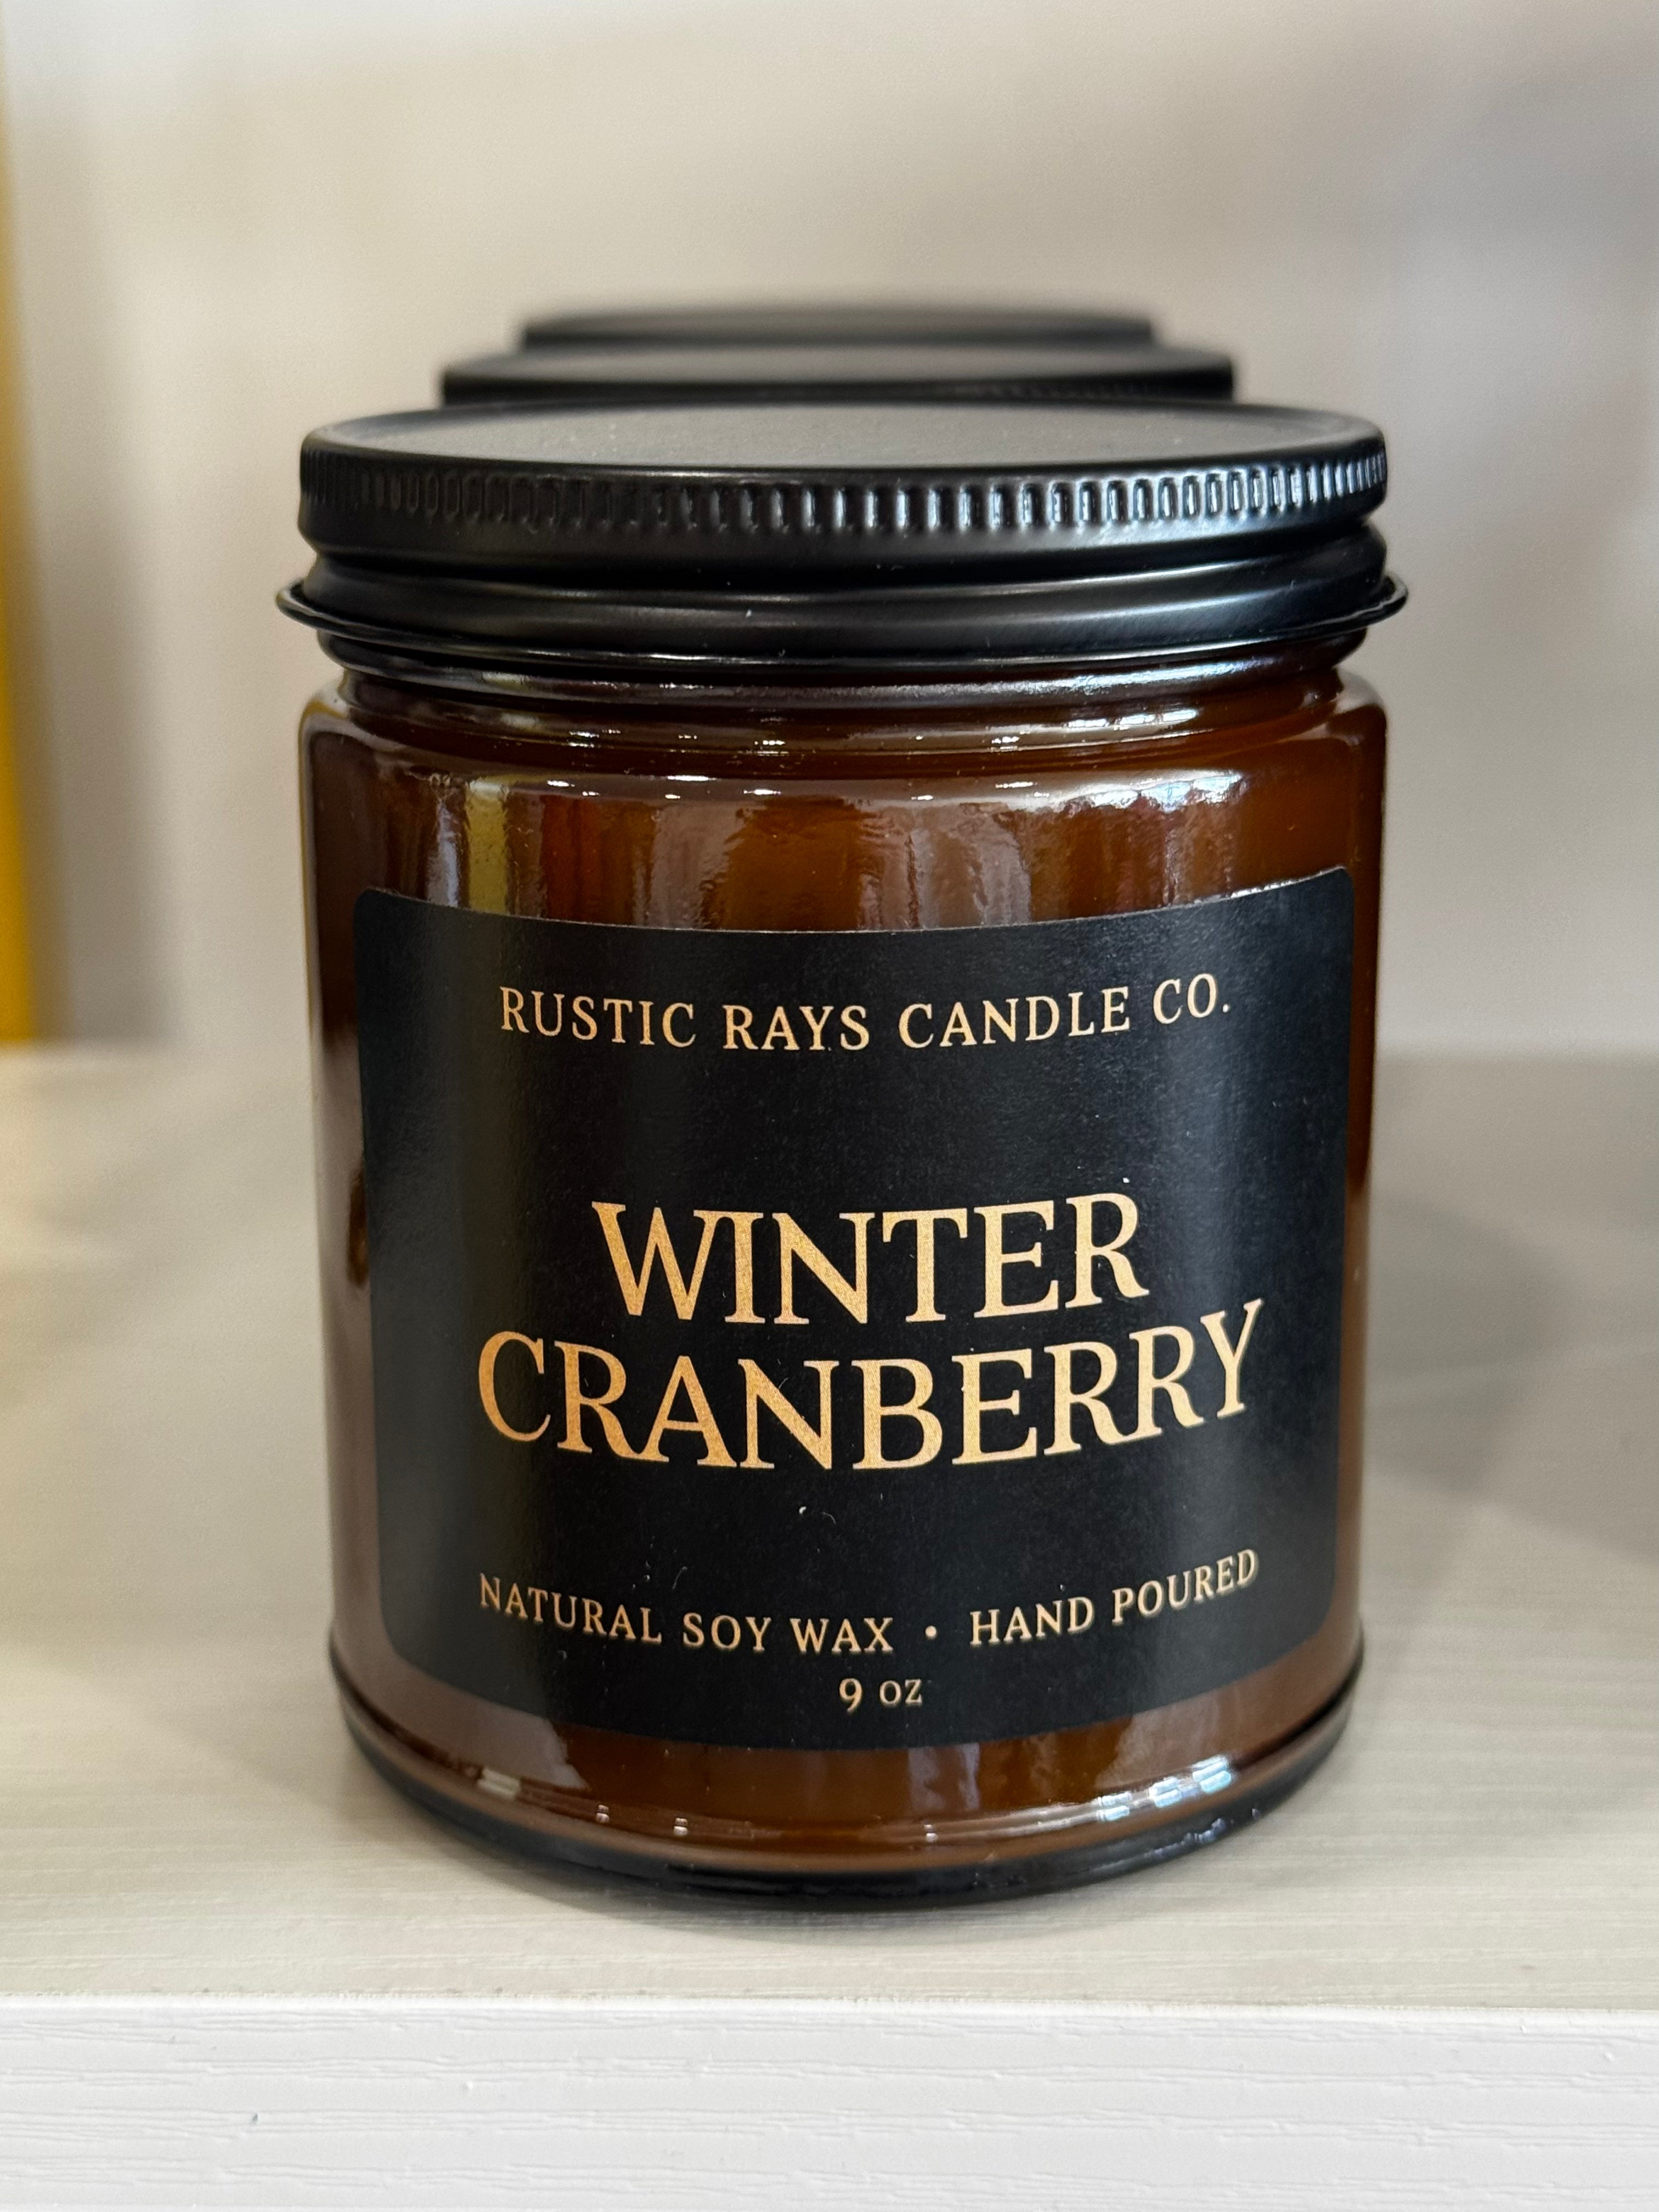 RUSTIC RAYS CANDLE CO.
WINTER
CRANBERRY
NATURAL SOY WAX • HAND POURED
9 OZ